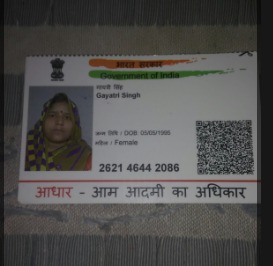 भारत सरकार
Government of India
गायत्री सिंह
Gayatri Singh
जन्म तिथि / DOB: 05/05/1995
महिला / Female
2621 4644 2086
आधार - आम आदमी का अधिकार